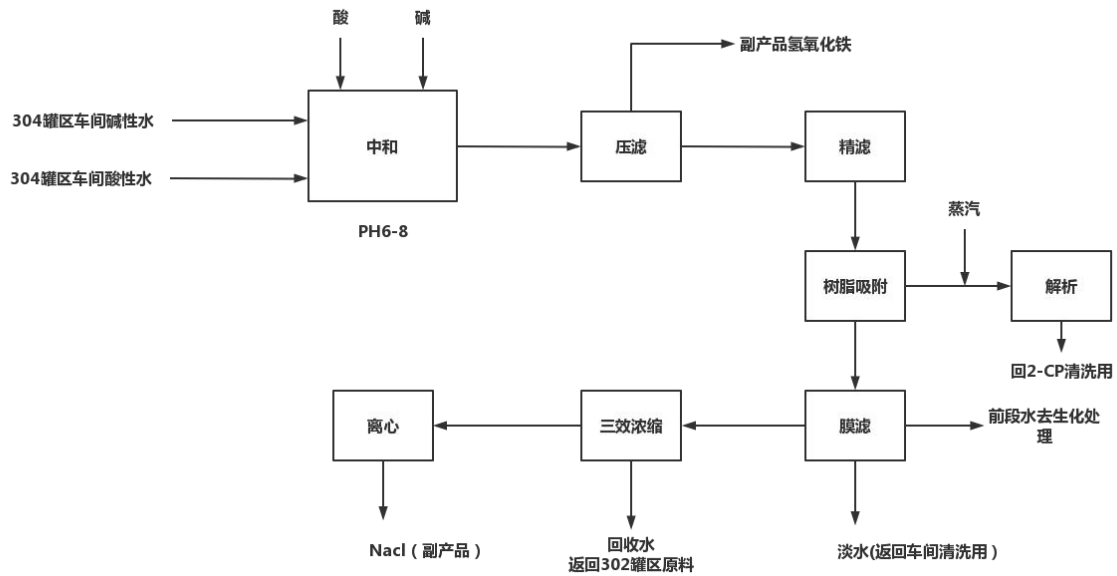 酸
碱
副产品氢氧化铁
304罐区车间碱性水
中和
压滤
精滤
304罐区车间酸性水
PH6-8
蒸汽
树脂吸附
解析
回2-CP清洗用
离心
三效浓缩
膜滤
前段水去生化处
理
Nacl（副产品）
回收水
返回302罐区原料
淡水(返回车间清洗用）